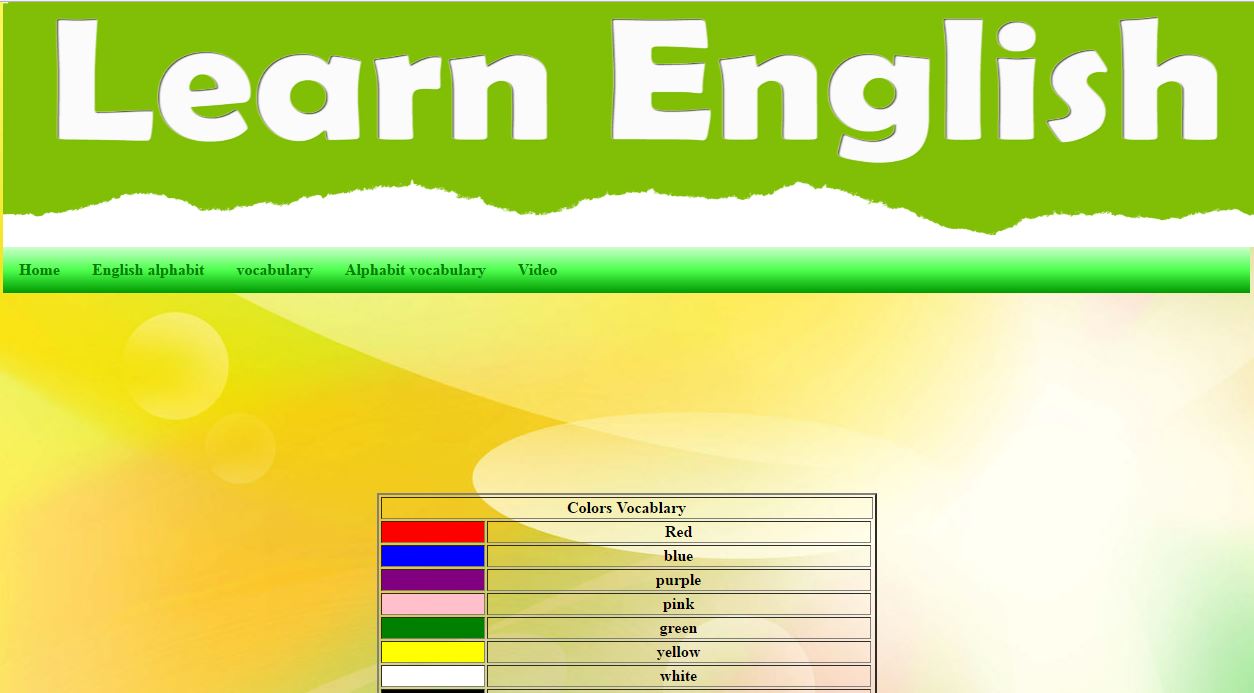 Learn English
Home English alphabit vocabulary Alphabit vocabulary Video
Colors Vocablary
Red
blue
purple
pink
green
yellow
white